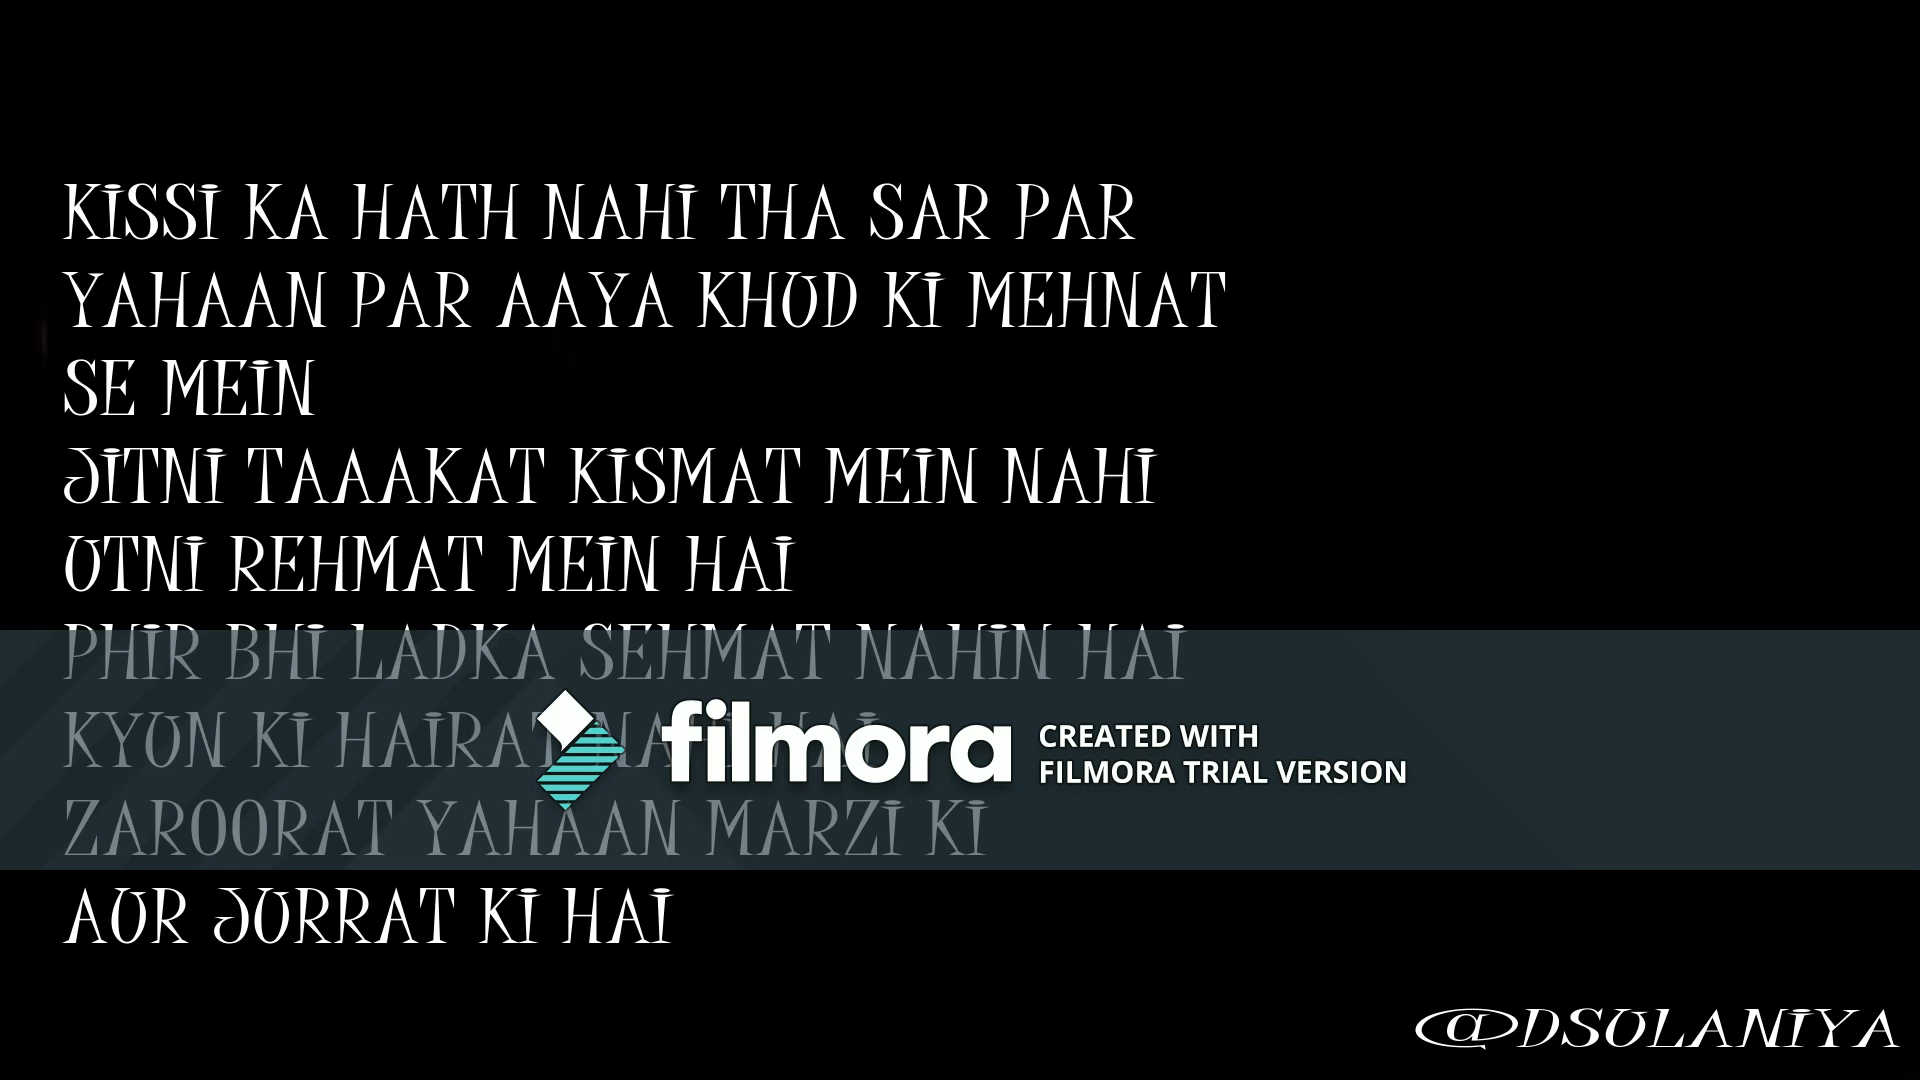 KISSI KA HATH NAHI THA SAR PAR
YAHAAN PAR AAYA KHUD KI MEHNAT
SE MEIN
JITNI TAAAKAT KISMAT MEIN NAHI
UTNI REHMAT MEIN HAI
PHIR BHI LADKA SEHMAT NAHIN HAI
KYUN KI HAIRAT HAI
ZAROORAT YAHAAN MARZI KI
AUR JURRAT KI HAI
filmora
CREATED WITH
FILMORA TRIAL VERSION
@DSULANIYA